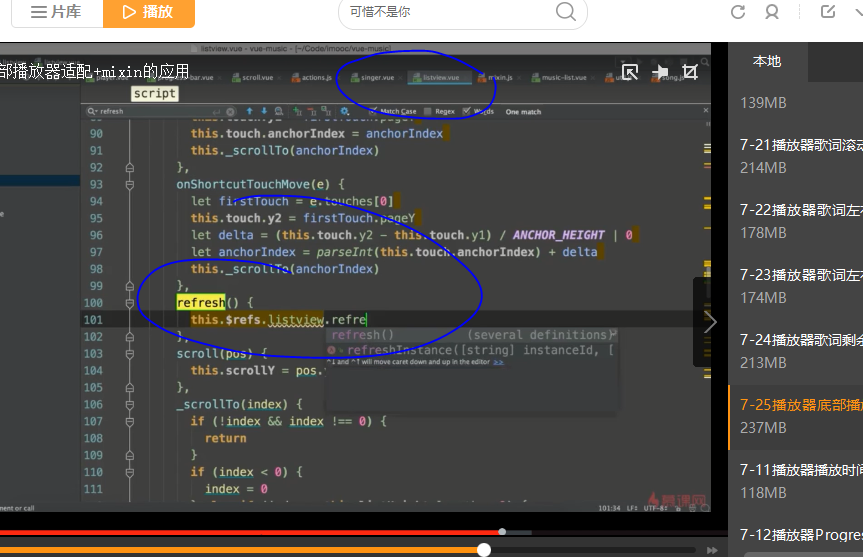 片库
播放
可惜不是你
listview.vue - vue-music - [~/Code/imooc/vue-music]
部播放器适配+mixin的应用
bar.vue
scroll.vue
actions.js
singer.vue
listview.vue
mixin.js
music-list.vue
song.js
script
refresh
Match Case
Regex
Words
One match
90 this.touch.anchorIndex = anchorIndex
91 this._scrollTo(anchorIndex)
92 },
93 onShortcutTouchMove(e) {
94 let firstTouch = e.touches[0]
95 this.touch.y2 = firstTouch.pageY
96 let delta = (this.touch.y2 - this.touch.y1) / ANCHOR_HEIGHT | 0
97 let anchorIndex = parseInt(this.touch.anchorIndex) + delta
98 this._scrollTo(anchorIndex)
99 },
100 refresh() {
101 this.$refs.listview.refre
refresh() (several definitions)
refreshInstance([string] instanceId, [
^↓ and ^↑ will move caret down and up in the editor >>
102 },
103 scroll(pos) {
104 this.scrollY = pos.
105 },
106 _scrollTo(index) {
107 if (!index && index !== 0) {
108 return
109 }
110 if (index < 0) {
111 index = 0
ment or call
101:34 LF÷ UTF-8÷
慕课网
本地
139MB
7-21播放器歌词滚动
214MB
7-22播放器歌词左右
178MB
7-23播放器歌词左右
174MB
7-24播放器歌词剩余
213MB
7-25播放器底部播放
237MB
7-11播放器播放时间
118MB
7-12播放器Progre